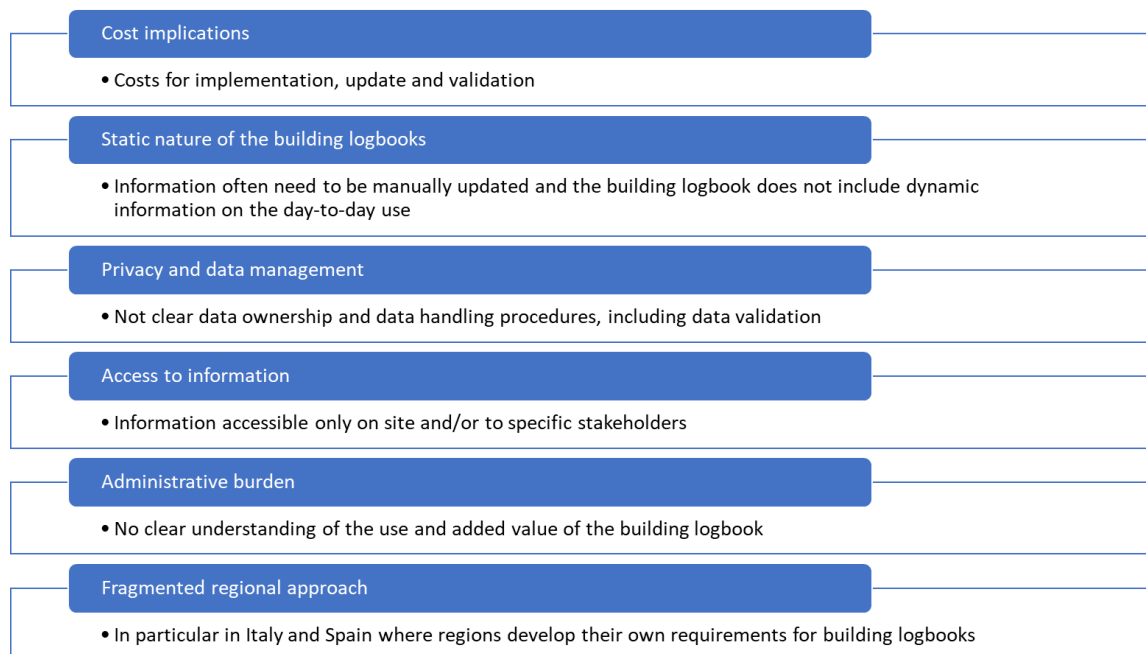 Cost implications
• Costs for implementation, update and validation
Static nature of the building logbooks
• Information often need to be manually updated and the building logbook does not include dynamic
information on the day-to-day use
Privacy and data management
• Not clear data ownership and data handling procedures, including data validation
Access to information
• Information accessible only on site and/or to specific stakeholders
Administrative burden
• No clear understanding of the use and added value of the building logbook
Fragmented regional approach
• In particular in Italy and Spain where regions develop their own requirements for building logbooks